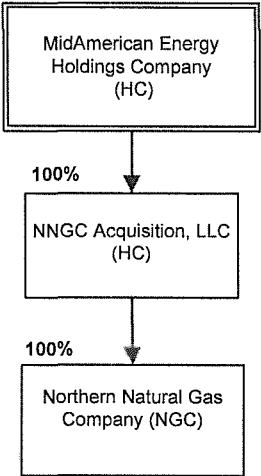 MidAmerican Energy
Holdings Company
(HC)
100%
NNGC Acquisition, LLC
(HC)
100%
Northern Natural Gas
Company (NGC)